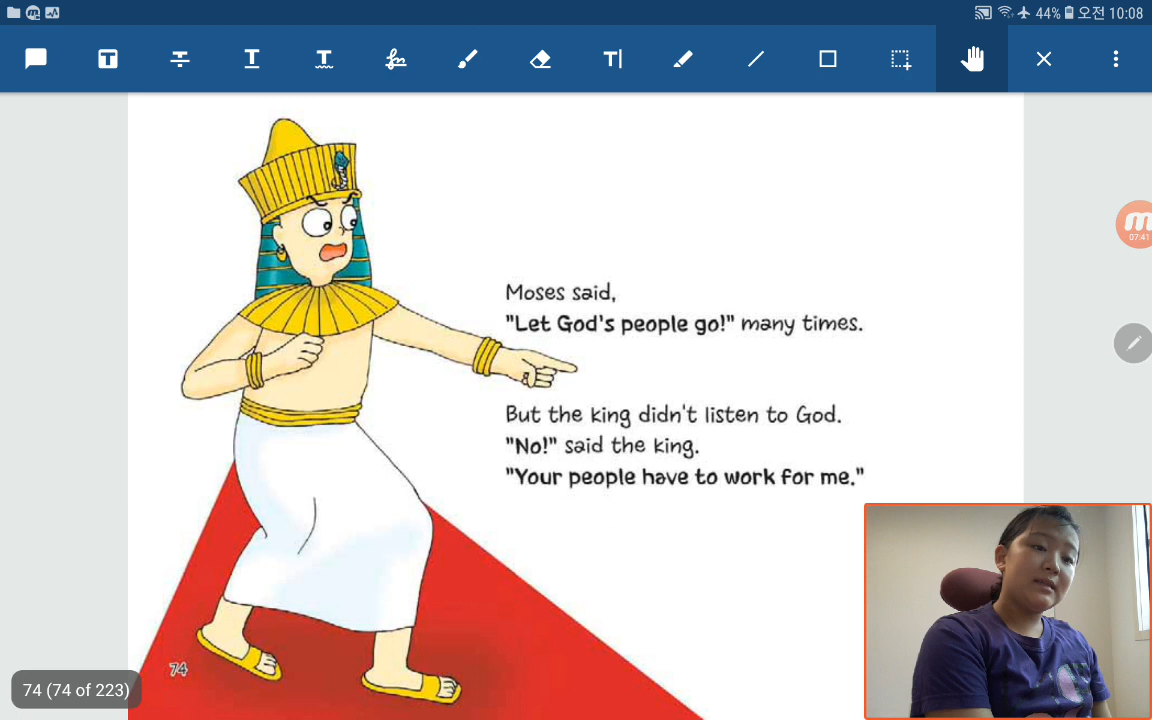 44% 오전 10:08
T T T T T|
07:41
Moses said,
"Let God's people go!" many times.
But the king didn't listen to God.
"No!" said the king.
"Your people have to work for me."
74
74 (74 of 223)